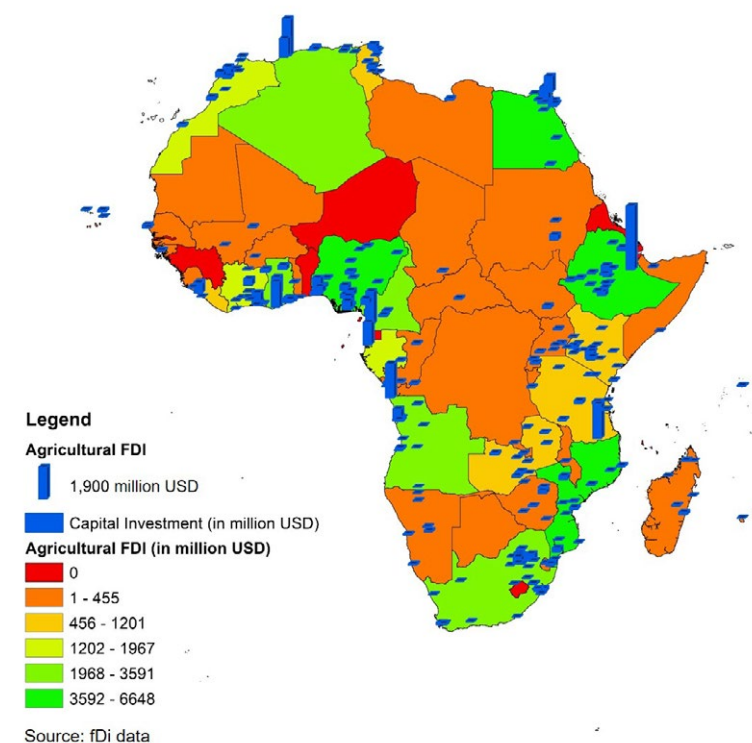 Legend
Agricultural FDI
1,900 million USD
Capital Investment (in million USD)
Agricultural FDI (in million USD)
0
1 - 455
456 - 1201
1202 - 1967
1968 - 3591
3592 - 6648
Source: fDi data